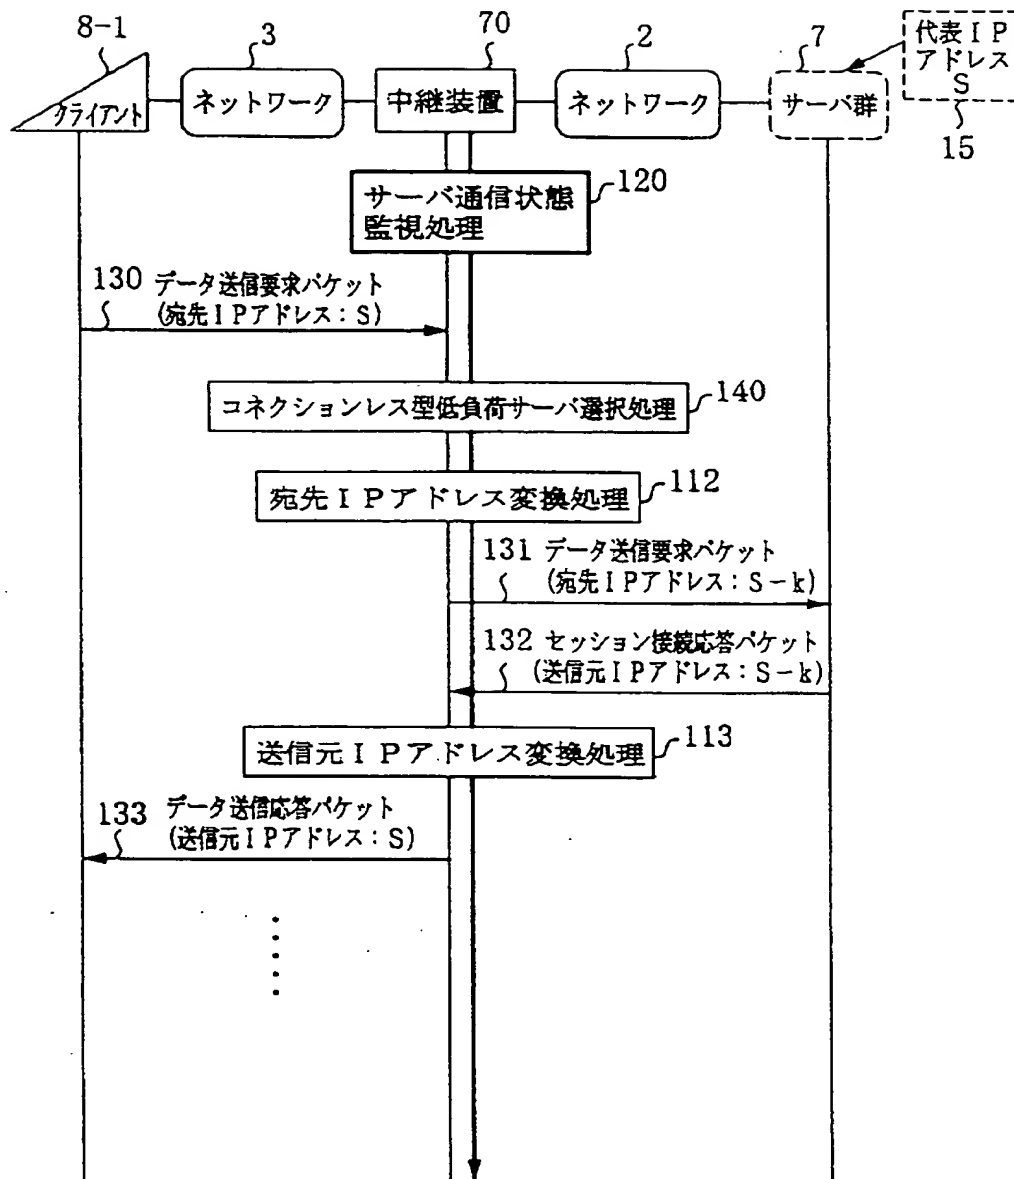 8-1
3
70
2
7
代表IP
アドレス
S
15
クライアント
ネットワーク
中継装置
ネットワーク
サーバ群
サーバ通信状態
監視処理
120
130 データ送信要求パケット
(宛先IPアドレス:S)
コネクションレス型低負荷サーバ選択処理
140
宛先IPアドレス変換処理
112
131 データ送信要求パケット
(宛先IPアドレス:S-k)
132 セッション接続応答パケット
(送信元IPアドレス:S-k)
送信元IPアドレス変換処理
113
133 データ送信応答パケット
(送信元IPアドレス:S)